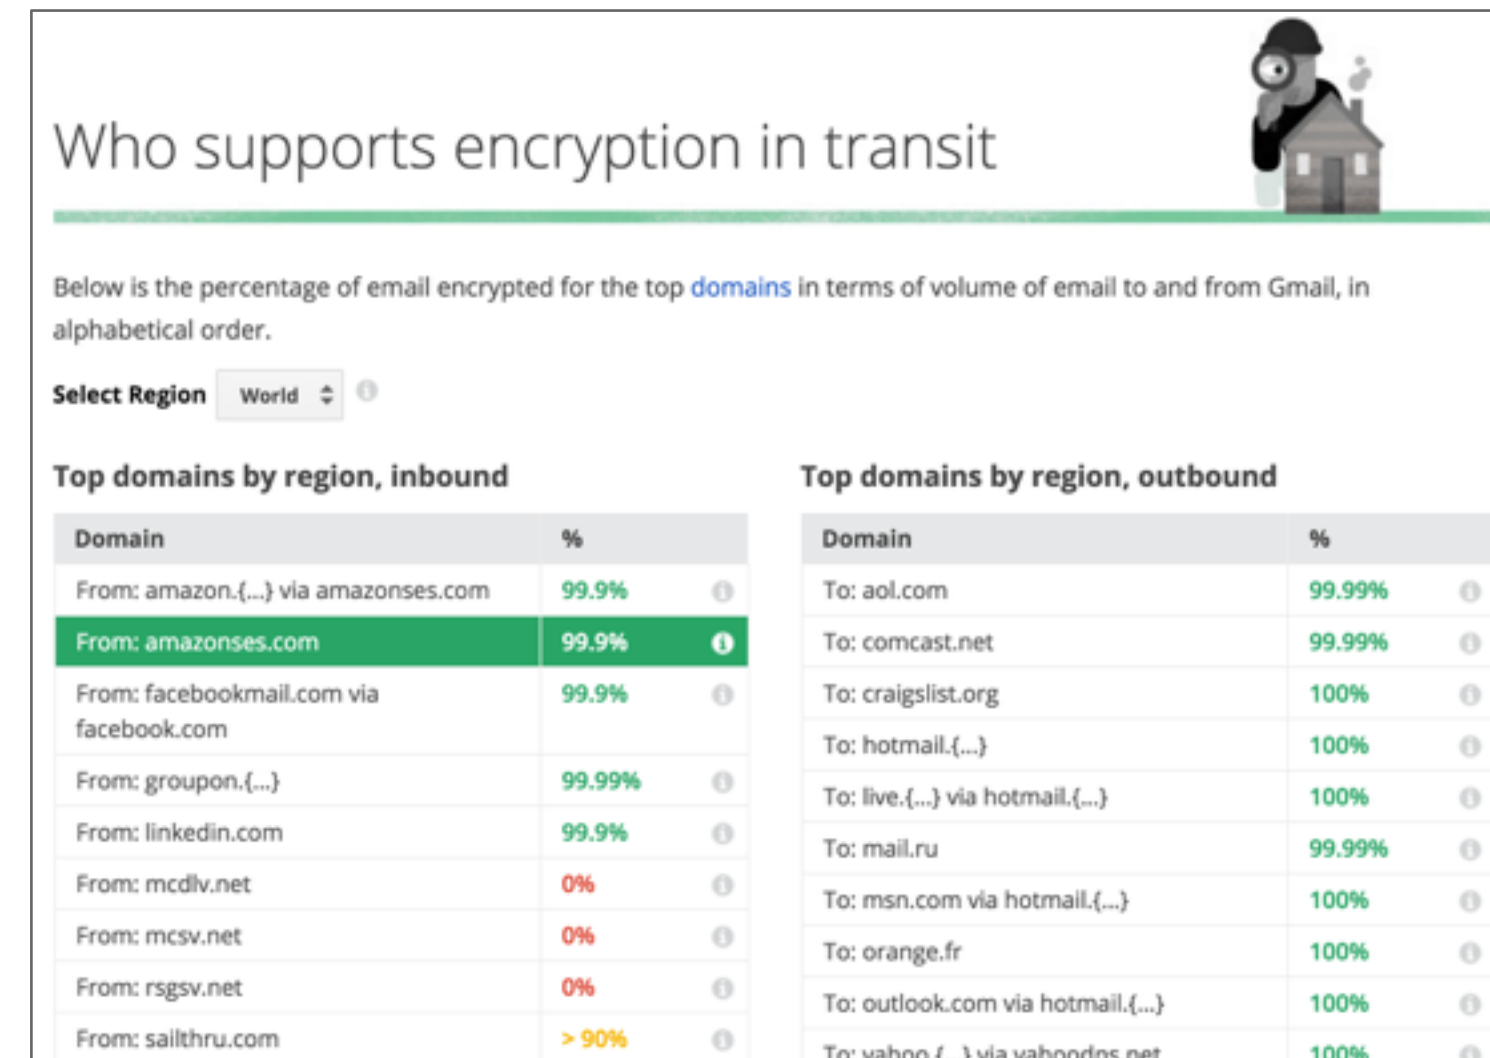 Who supports encryption in transit
Below is the percentage of email encrypted for the top domains in terms of volume of email to and from Gmail, in
alphabetical order.
Select Region World
Top domains by region, inbound
Domain %
From: amazon.{...} via amazonses.com 99.9%
From: amazonses.com 99.9%
From: facebookmail.com via 99.9%
facebook.com
From: groupon.{...} 99.99%
From: linkedin.com 99.9%
From: mcdlv.net 0%
From: mcsv.net 0%
From: rsgsv.net 0%
From: sailthru.com > 90%
Top domains by region, outbound
Domain %
To: aol.com 99.99%
To: comcast.net 99.99%
To: craigslist.org 100%
To: hotmail.{...} 100%
To: live.{...} via hotmail.{...} 100%
To: mail.ru 99.99%
To: msn.com via hotmail.{...} 100%
To: orange.fr 100%
To: outlook.com via hotmail.{...} 100%
To: yahoo.{...} via yahoodns.net 100%